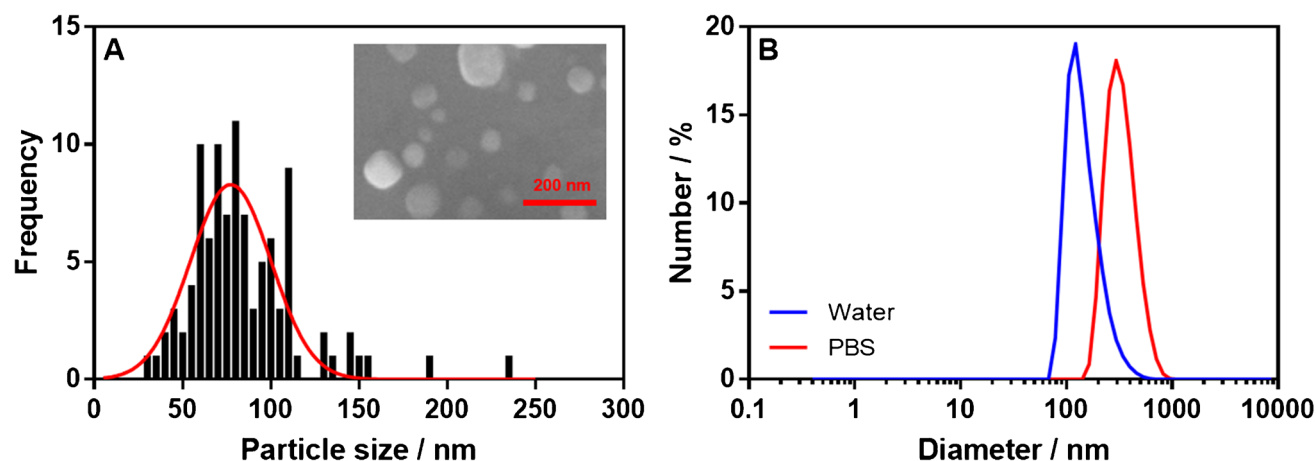 A
15
10
5
0
Frequency
0 50 100 150 200 250 300
Particle size / nm
200 nm
B
20
15
10
5
0
Number / %
Water
PBS
0.1 1 10 100 1000 10000
Diameter / nm